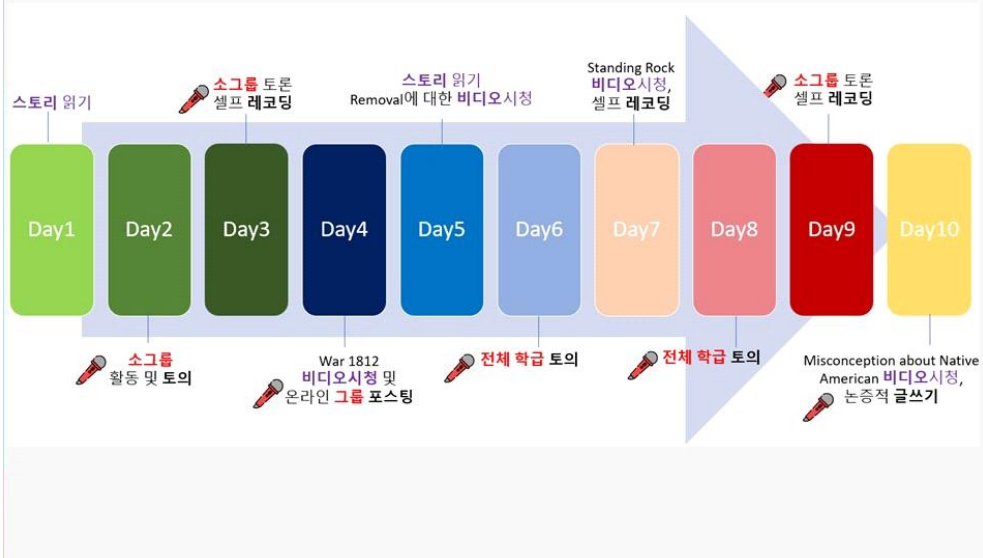 스토리 읽기
소그룹 토론
셀프 레코딩
스토리 읽기
Removal에 대한 비디오시청
Standing Rock
비디오시청,
셀프 레코딩
소그룹 토론
셀프 레코딩
Day1
Day2
Day3
Day4
Day5
Day6
Day7
Day8
Day9
Day10
소그룹
활동 및 토의
War 1812
비디오시청 및
온라인 그룹 포스팅
전체 학급 토의
전체 학급 토의
Misconception about Native
American 비디오시청,
논증적 글쓰기